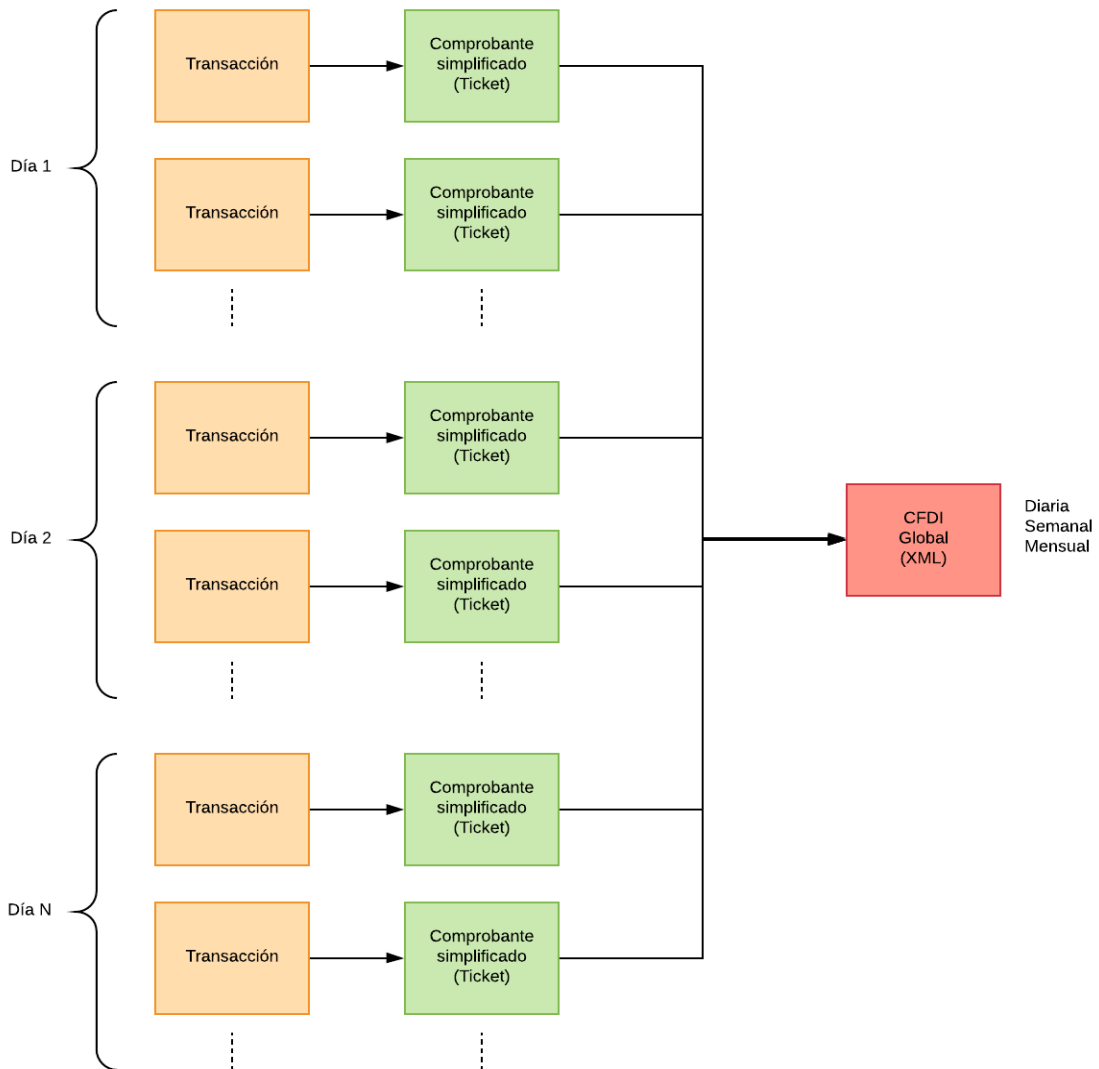 Día 1
Transacción
Comprobante
simplificado
(Ticket)
Transacción
Comprobante
simplificado
(Ticket)
Día 2
Transacción
Comprobante
simplificado
(Ticket)
Transacción
Comprobante
simplificado
(Ticket)
Día N
Transacción
Comprobante
simplificado
(Ticket)
Transacción
Comprobante
simplificado
(Ticket)
CFDI
Global
(XML)
Diaria
Semanal
Mensual